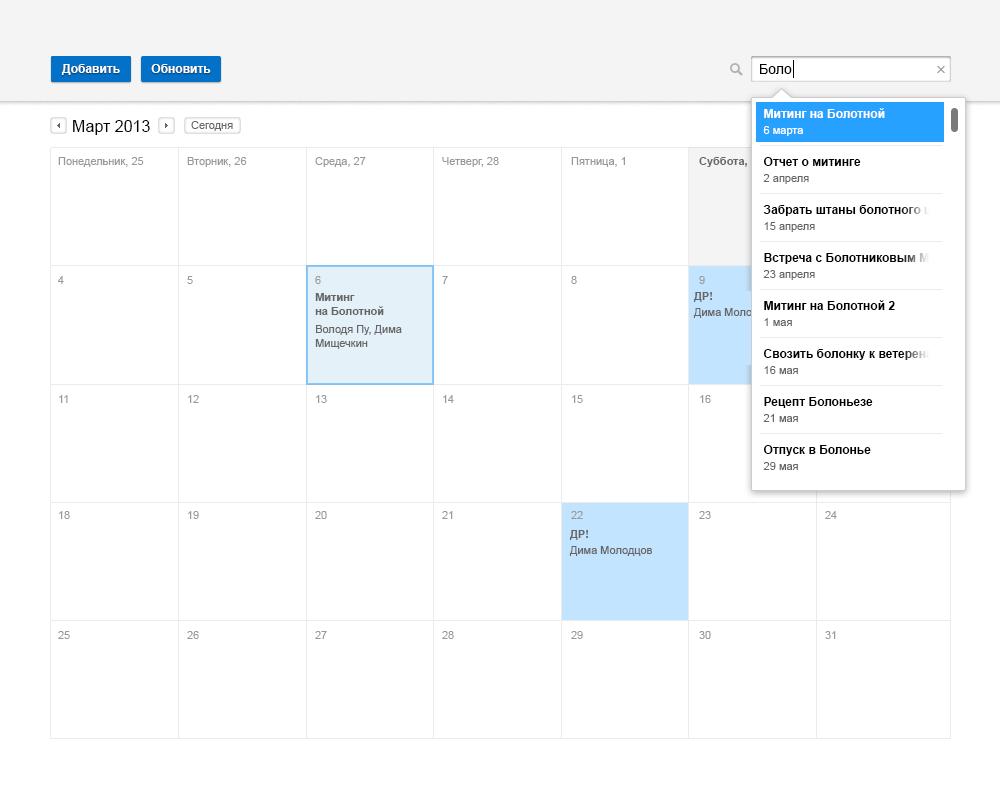 Добавить
Обновить
Боло
Март 2013
Сегодня
Понедельник, 25
Вторник, 26
Среда, 27
Четверг, 28
Пятница, 1
Суббота,
4
5
6
Митинг
на Болотной
Володя Пу, Дима
Мищечкин
7
8
9
ДР!
Дима Моло
11
12
13
14
15
16
18
19
20
21
22
ДР!
Дима Молодцов
23
24
25
26
27
28
29
30
31
Митинг на Болотной
6 марта
Отчет о митинге
2 апреля
Забрать штаны болотного
15 апреля
Встреча с Болотниковым М
23 апреля
Митинг на Болотной 2
1 мая
Свозить болонку к ветерен
16 мая
Рецепт Болоньезе
21 мая
Отпуск в Болонье
29 мая